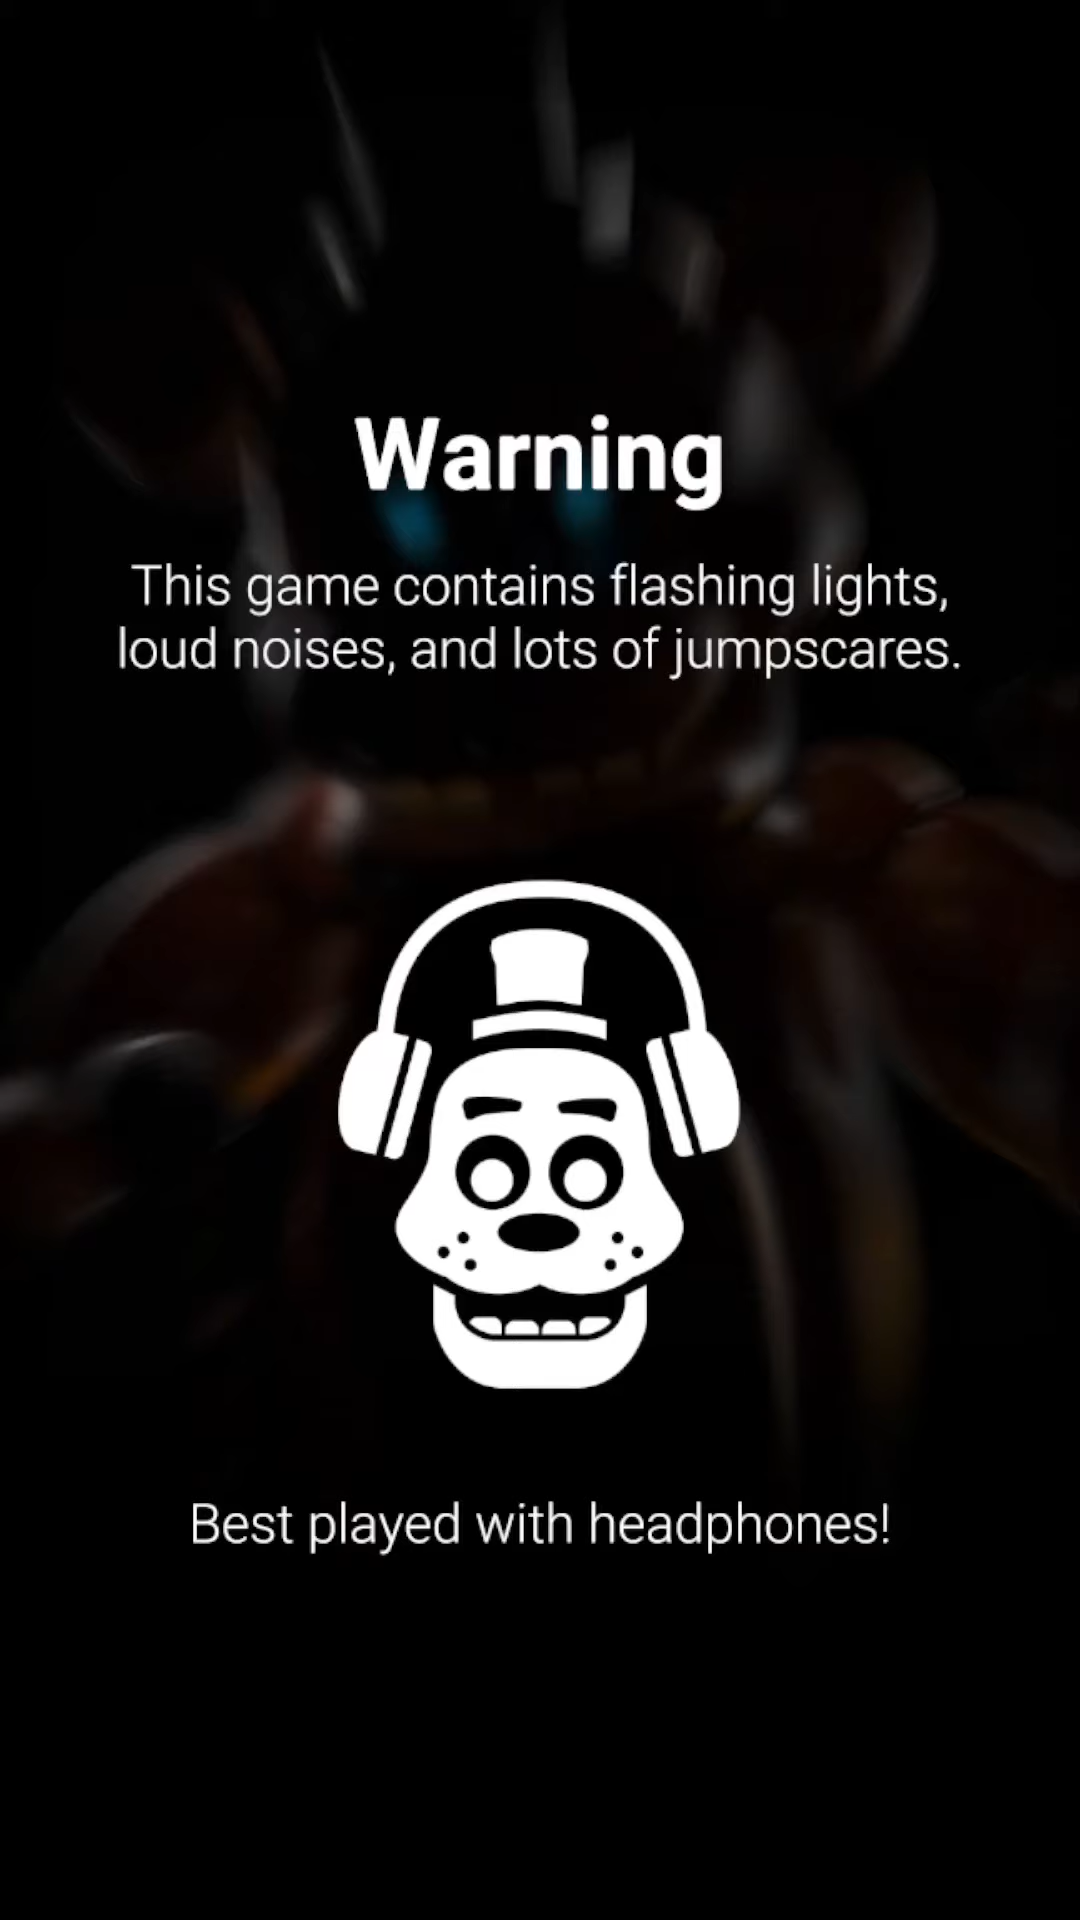 Warning
This game contains flashing lights,
loud noises, and lots of jumpscares.
Best played with headphones!